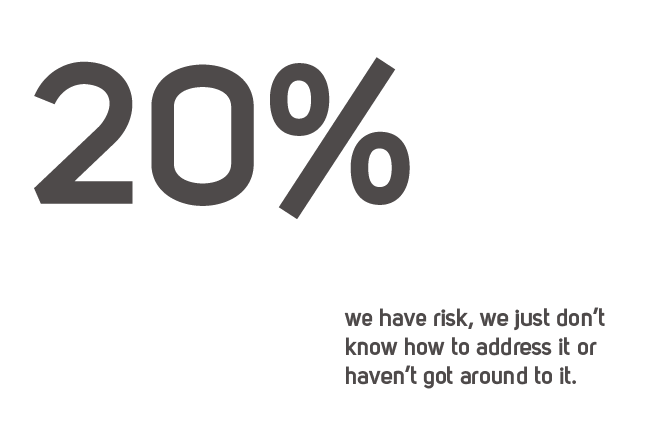 20%
we have risk, we just don't
know how to address it or
haven't got around to it.